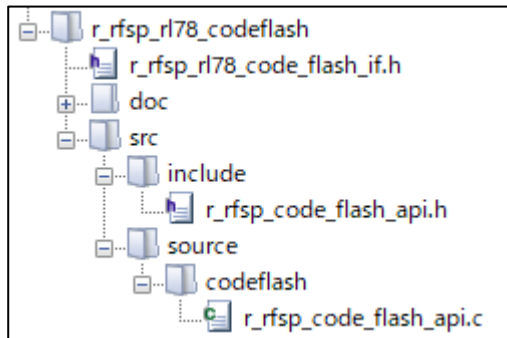 r_rfsp_rl78_codeflash
r_rfsp_rl78_code_flash_if.h
doc
src
include
r_rfsp_code_flash_api.h
source
codeflash
r_rfsp_code_flash_api.c